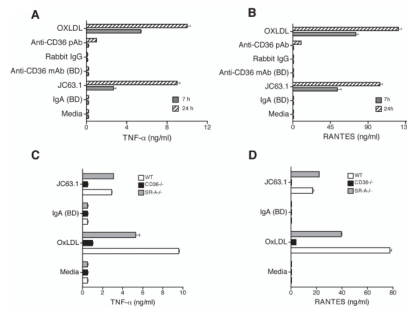 A
OXLDL
Anti-CD36 pAb
Rabbit IgG
Anti-CD36 mAb (BD)
JC63.1
IgA (BD)
Media
7 h
24 h
0 4 8 12
TNF-α (ng/ml)
B
OXLDL
Anti-CD36 pAb
Rabbit IgG
Anti-CD36 mAb (BD)
JC63.1
IgA (BD)
Media
7h
24h
0 45 90 135
RANTES (ng/ml)
C
JC63.1
IgA (BD)
OxLDL
Media
WT
CD36-/-
SR-A-/-
0 2 4 6 8 10
TNF-α (ng/ml)
D
JC63.1
IgA (BD)
OxLDL
Media
WT
CD36-/-
SR-A-/-
0 20 40 60 80
RANTES (ng/ml)